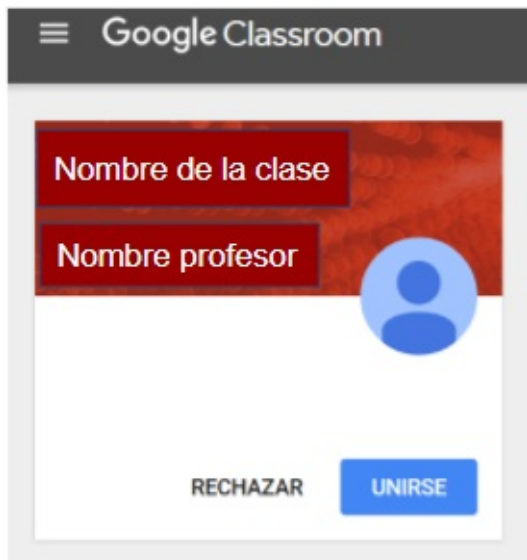 Google Classroom
Nombre de la clase
Nombre profesor
RECHAZAR UNIRSE